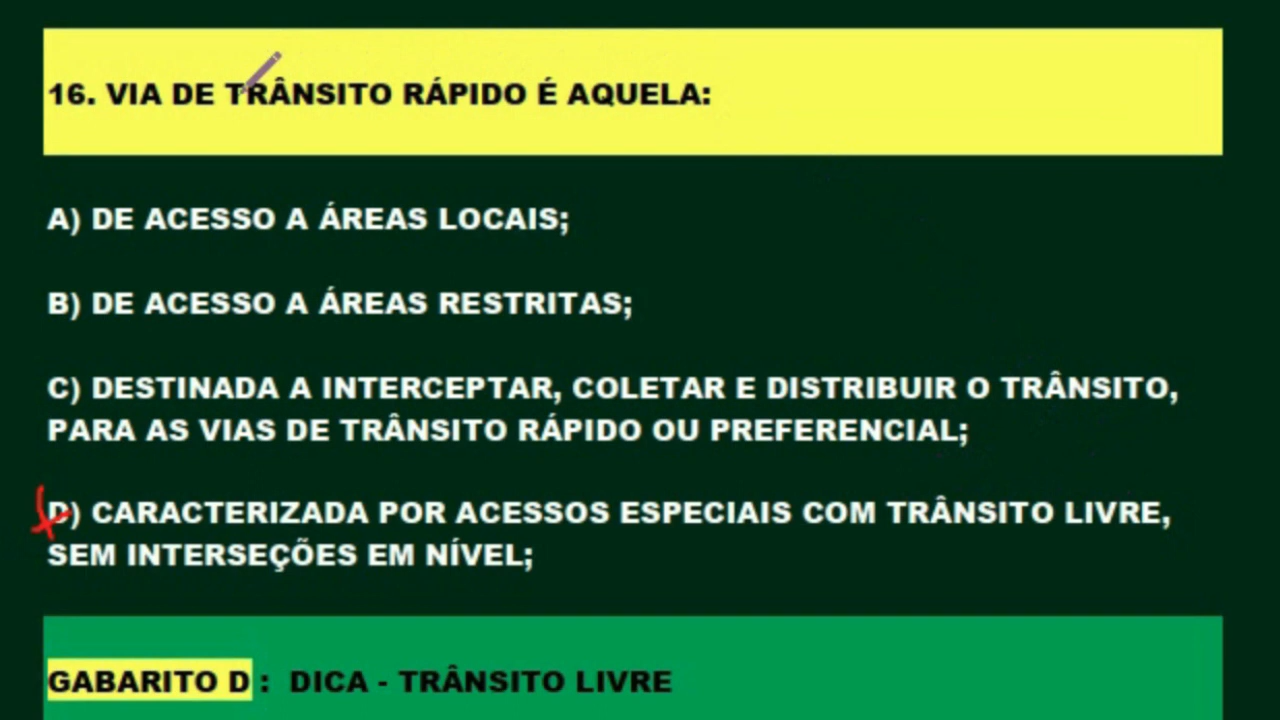 16. VIA DE TRÂNSITO RÁPIDO É AQUELA:
A) DE ACESSO A ÁREAS LOCAIS;
B) DE ACESSO A ÁREAS RESTRITAS;
C) DESTINADA A INTERCEPTAR, COLETAR E DISTRIBUIR O TRÂNSITO,
PARA AS VIAS DE TRÂNSITO RÁPIDO OU PREFERENCIAL;
D) CARACTERIZADA POR ACESSOS ESPECIAIS COM TRÂNSITO LIVRE,
SEM INTERSEÇÕES EM NÍVEL;
GABARITO D : DICA - TRÂNSITO LIVRE